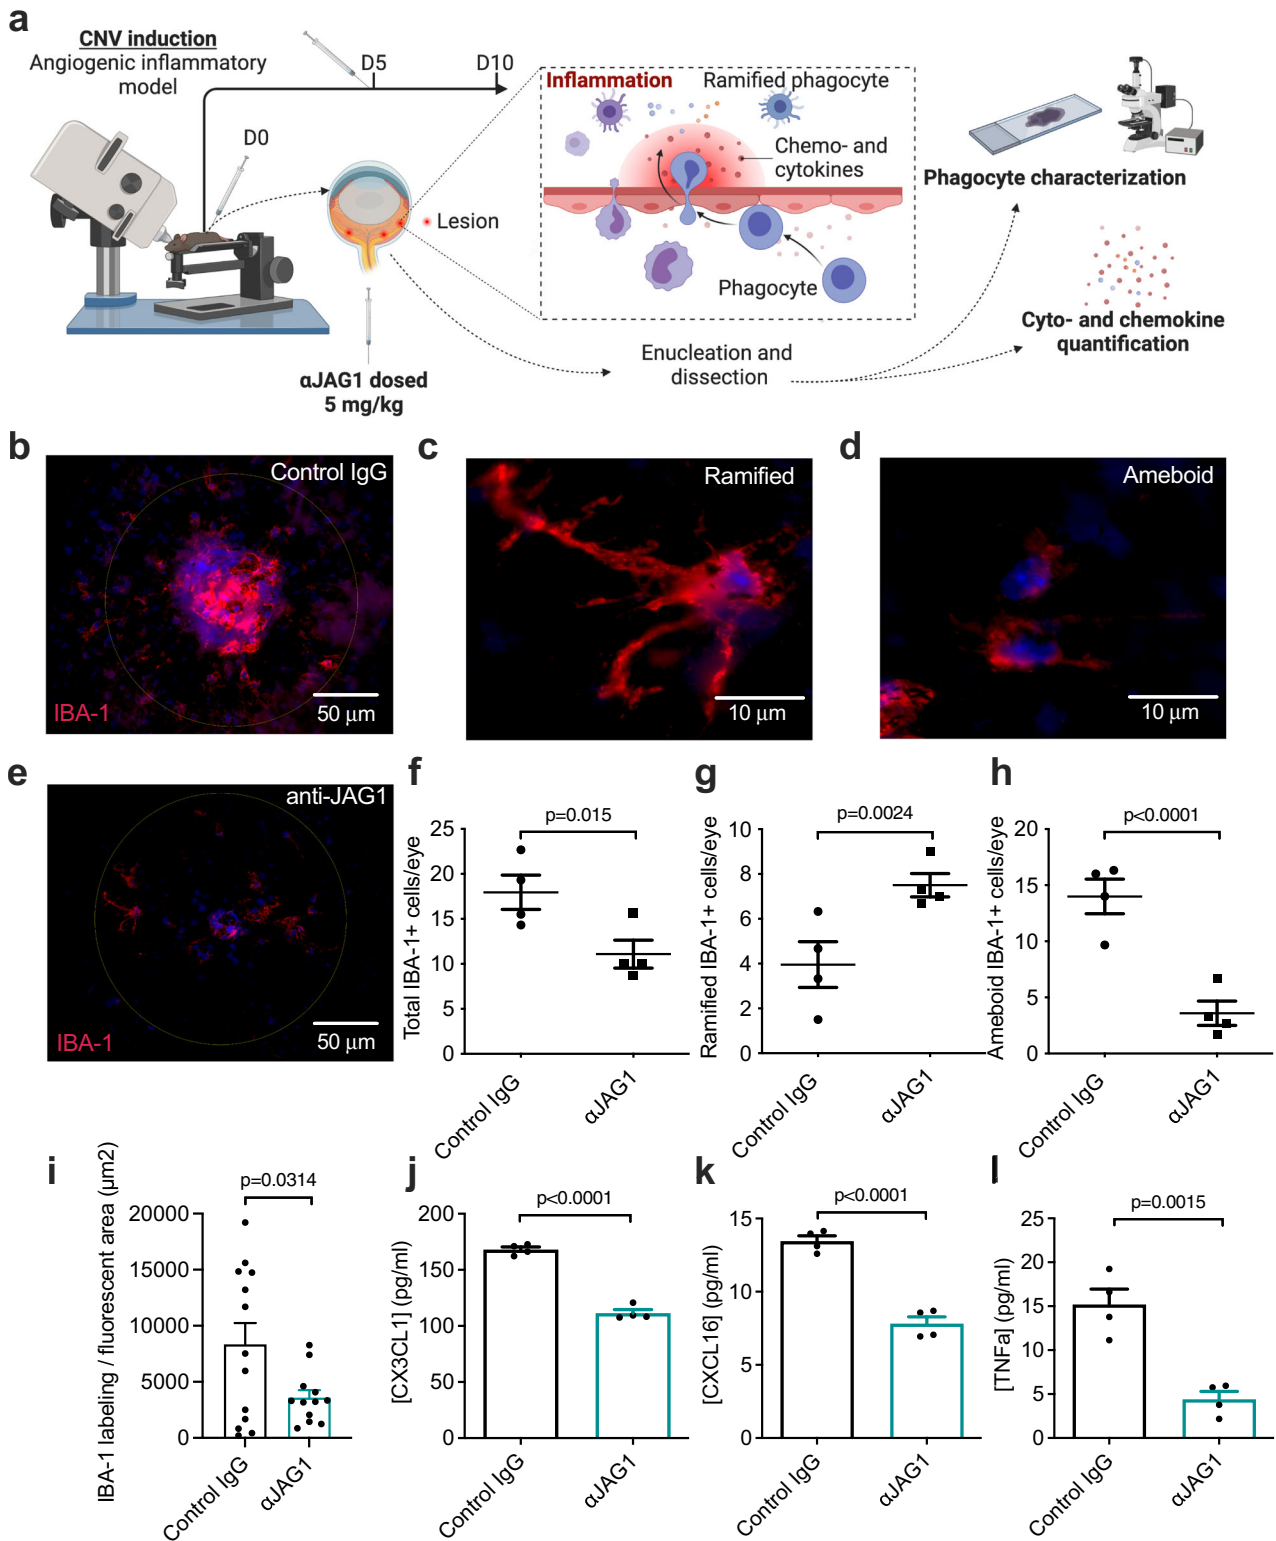 a
CNV induction
Angiogenic inflammatory
model
D0
D5
D10
Lesion
αJAG1 dosed
5 mg/kg
Inflammation
Ramified phagocyte
Chemo- and
cytokines
Phagocyte
Enucleation and
dissection
Phagocyte characterization
Cyto- and chemokine
quantification
b
Control IgG
IBA-1
50 μm
c
Ramified
10 μm
d
Ameboid
10 μm
e
anti-JAG1
IBA-1
50 μm
f
p=0.015
Total IBA-1+ cells/eye
25
20
15
10
5
0
Control IgG
αJAG1
g
p=0.0024
Ramified IBA-1+ cells/eye
10
8
6
4
2
0
Control IgG
αJAG1
h
p<0.0001
Ameboid IBA-1+ cells/eye
20
15
10
5
0
Control IgG
αJAG1
i
p=0.0314
IBA-1 labeling / fluorescent area (μm2)
20000
15000
10000
5000
0
Control IgG
αJAG1
j
p<0.0001
[CX3CL1] (pg/ml)
200
150
100
50
0
Control IgG
αJAG1
k
p<0.0001
[CXCL16] (pg/ml)
15
10
5
0
Control IgG
αJAG1
l
p=0.0015
[TNFa] (pg/ml)
25
20
15
10
5
0
Control IgG
αJAG1